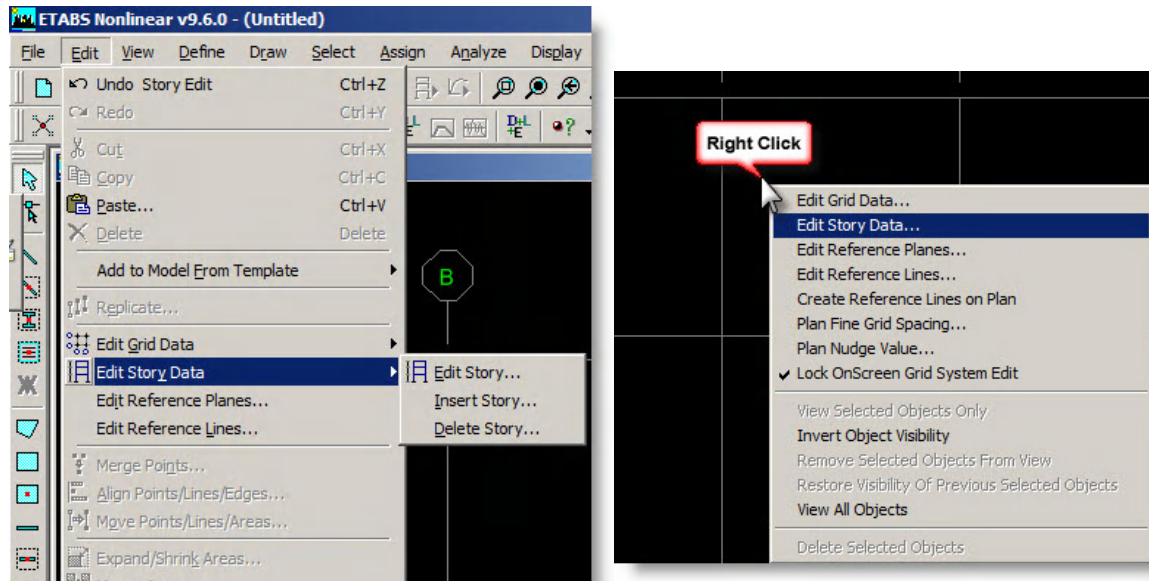 ETABS Nonlinear v9.6.0 - (Untitled)
File Edit View Define Draw Select Assign Analyze Display
Undo Story Edit Ctrl+Z
Redo Ctrl+Y
Cut Ctrl+X
Copy Ctrl+C
Paste... Ctrl+V
Delete Delete
Add to Model From Template
Replicate...
Edit Grid Data
Edit Story Data
Edit Reference Planes...
Edit Reference Lines...
Merge Points...
Align Points/Lines/Edges...
Move Points/Lines/Areas...
Expand/Shrink Areas...
Edit Story...
Insert Story...
Delete Story...
B
Right Click
Edit Grid Data...
Edit Story Data...
Edit Reference Planes...
Edit Reference Lines...
Create Reference Lines on Plan
Plan Fine Grid Spacing...
Plan Nudge Value...
Lock OnScreen Grid System Edit
View Selected Objects Only
Invert Object Visibility
Remove Selected Objects From View
Restore Visibility Of Previous Selected Objects
View All Objects
Delete Selected Objects